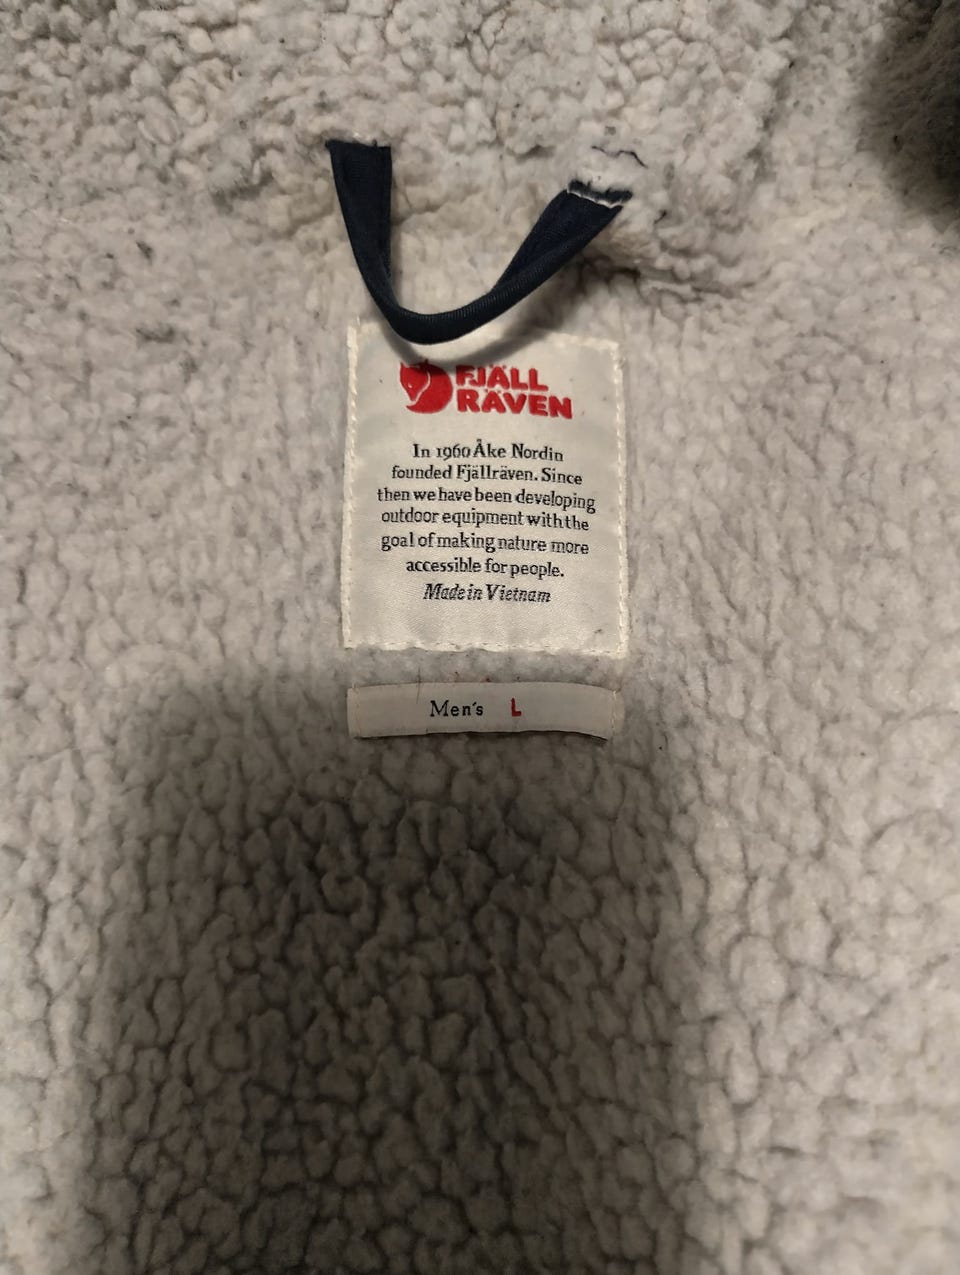 FJÄLL
RÄVEN
In 1960 Åke Nordin
founded Fjällräven. Since
then we have been developing
outdoor equipment with the
goal of making nature more
accessible for people.
Made in Vietnam
Men's L